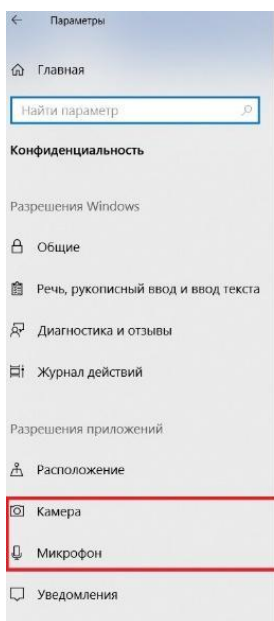 Параметры
Главная
Найти параметр
Конфиденциальность
Разрешения Windows
Общие
Речь, рукописный ввод и ввод текста
Диагностика и отзывы
Журнал действий
Разрешения приложений
Расположение
Камера
Микрофон
Уведомления